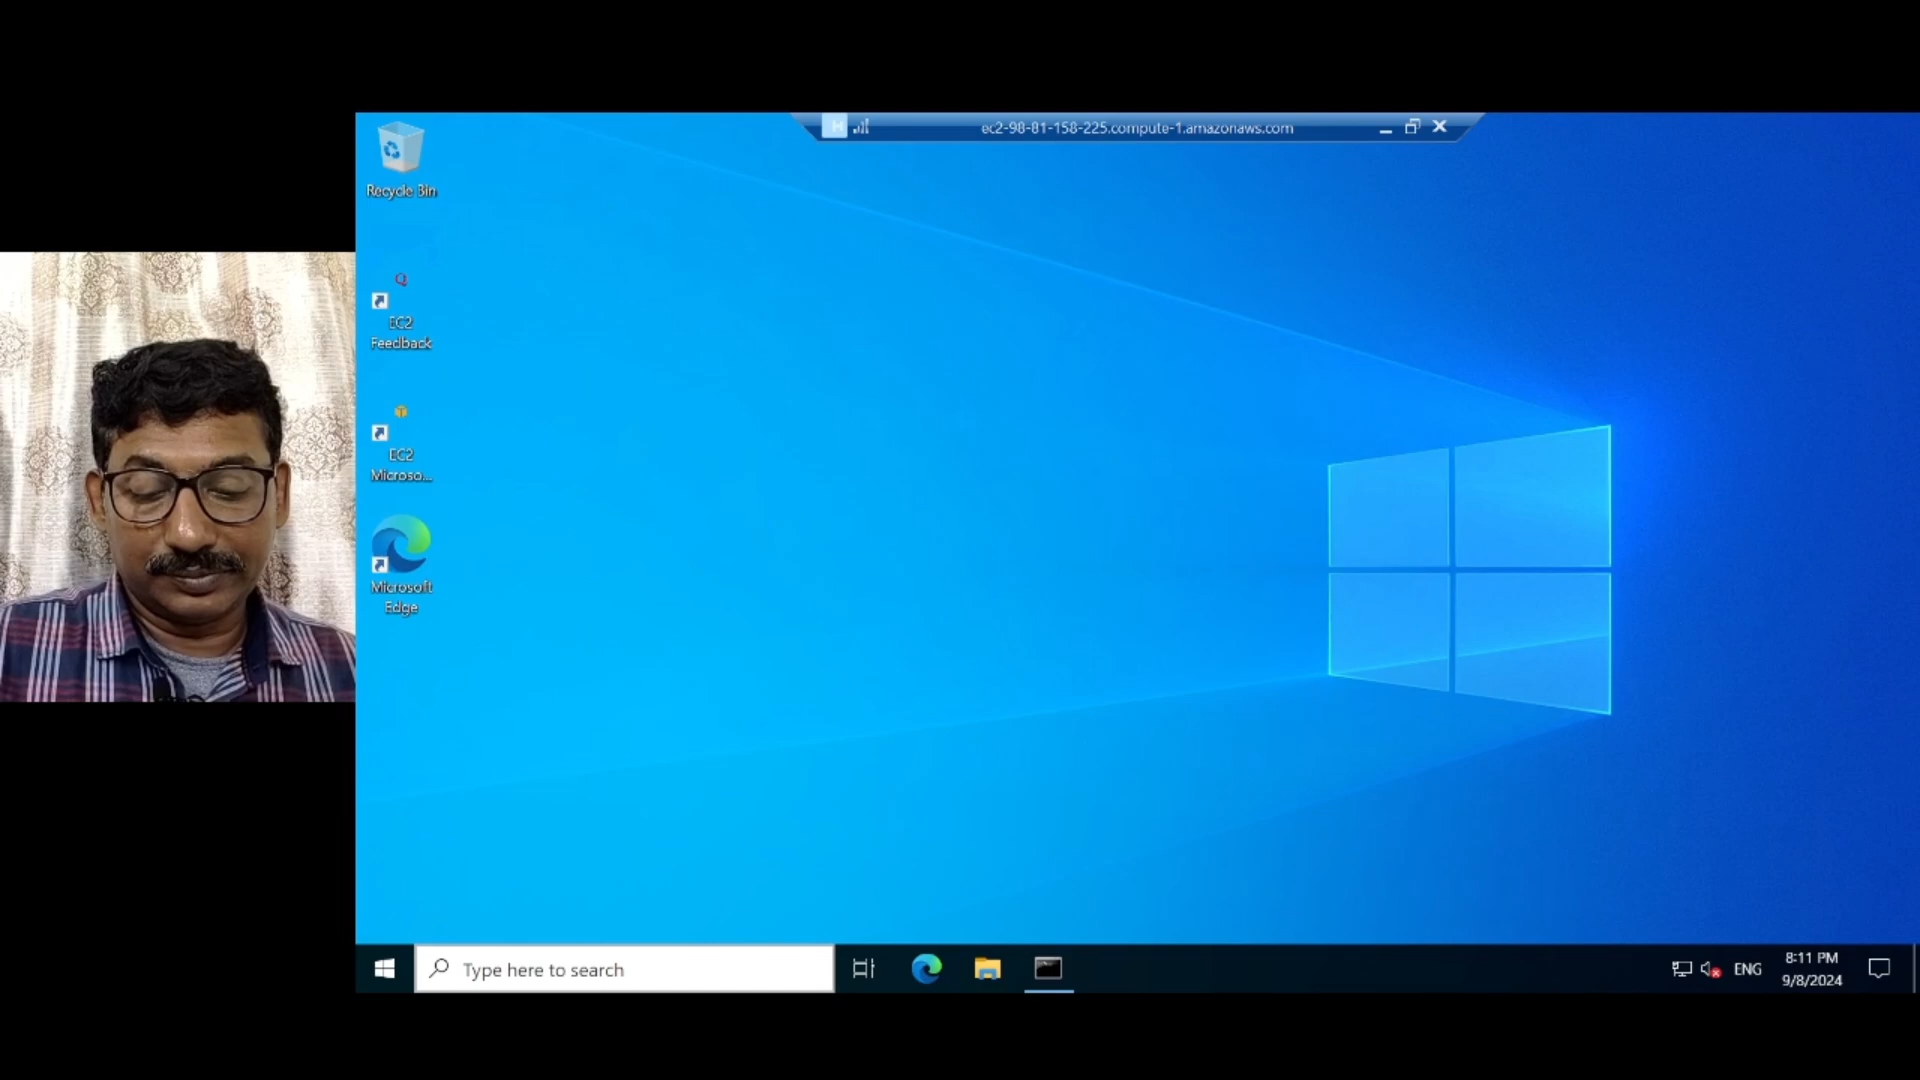 ec2-98-81-158-225.compute-1.amazonaws.com
Recycle Bin
EC2
Feedback
EC2
Microso...
Microsoft
Edge
Type here to search
ENG
8:11 PM
9/8/2024